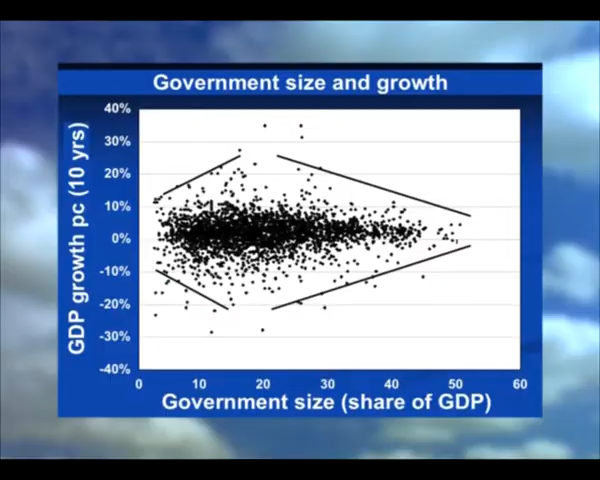 Government size and growth
GDP growth pc (10 yrs)
40%
30%
20%
10%
0%
-10%
-20%
-30%
-40%
0 10 20 30 40 50 60
Government size (share of GDP)